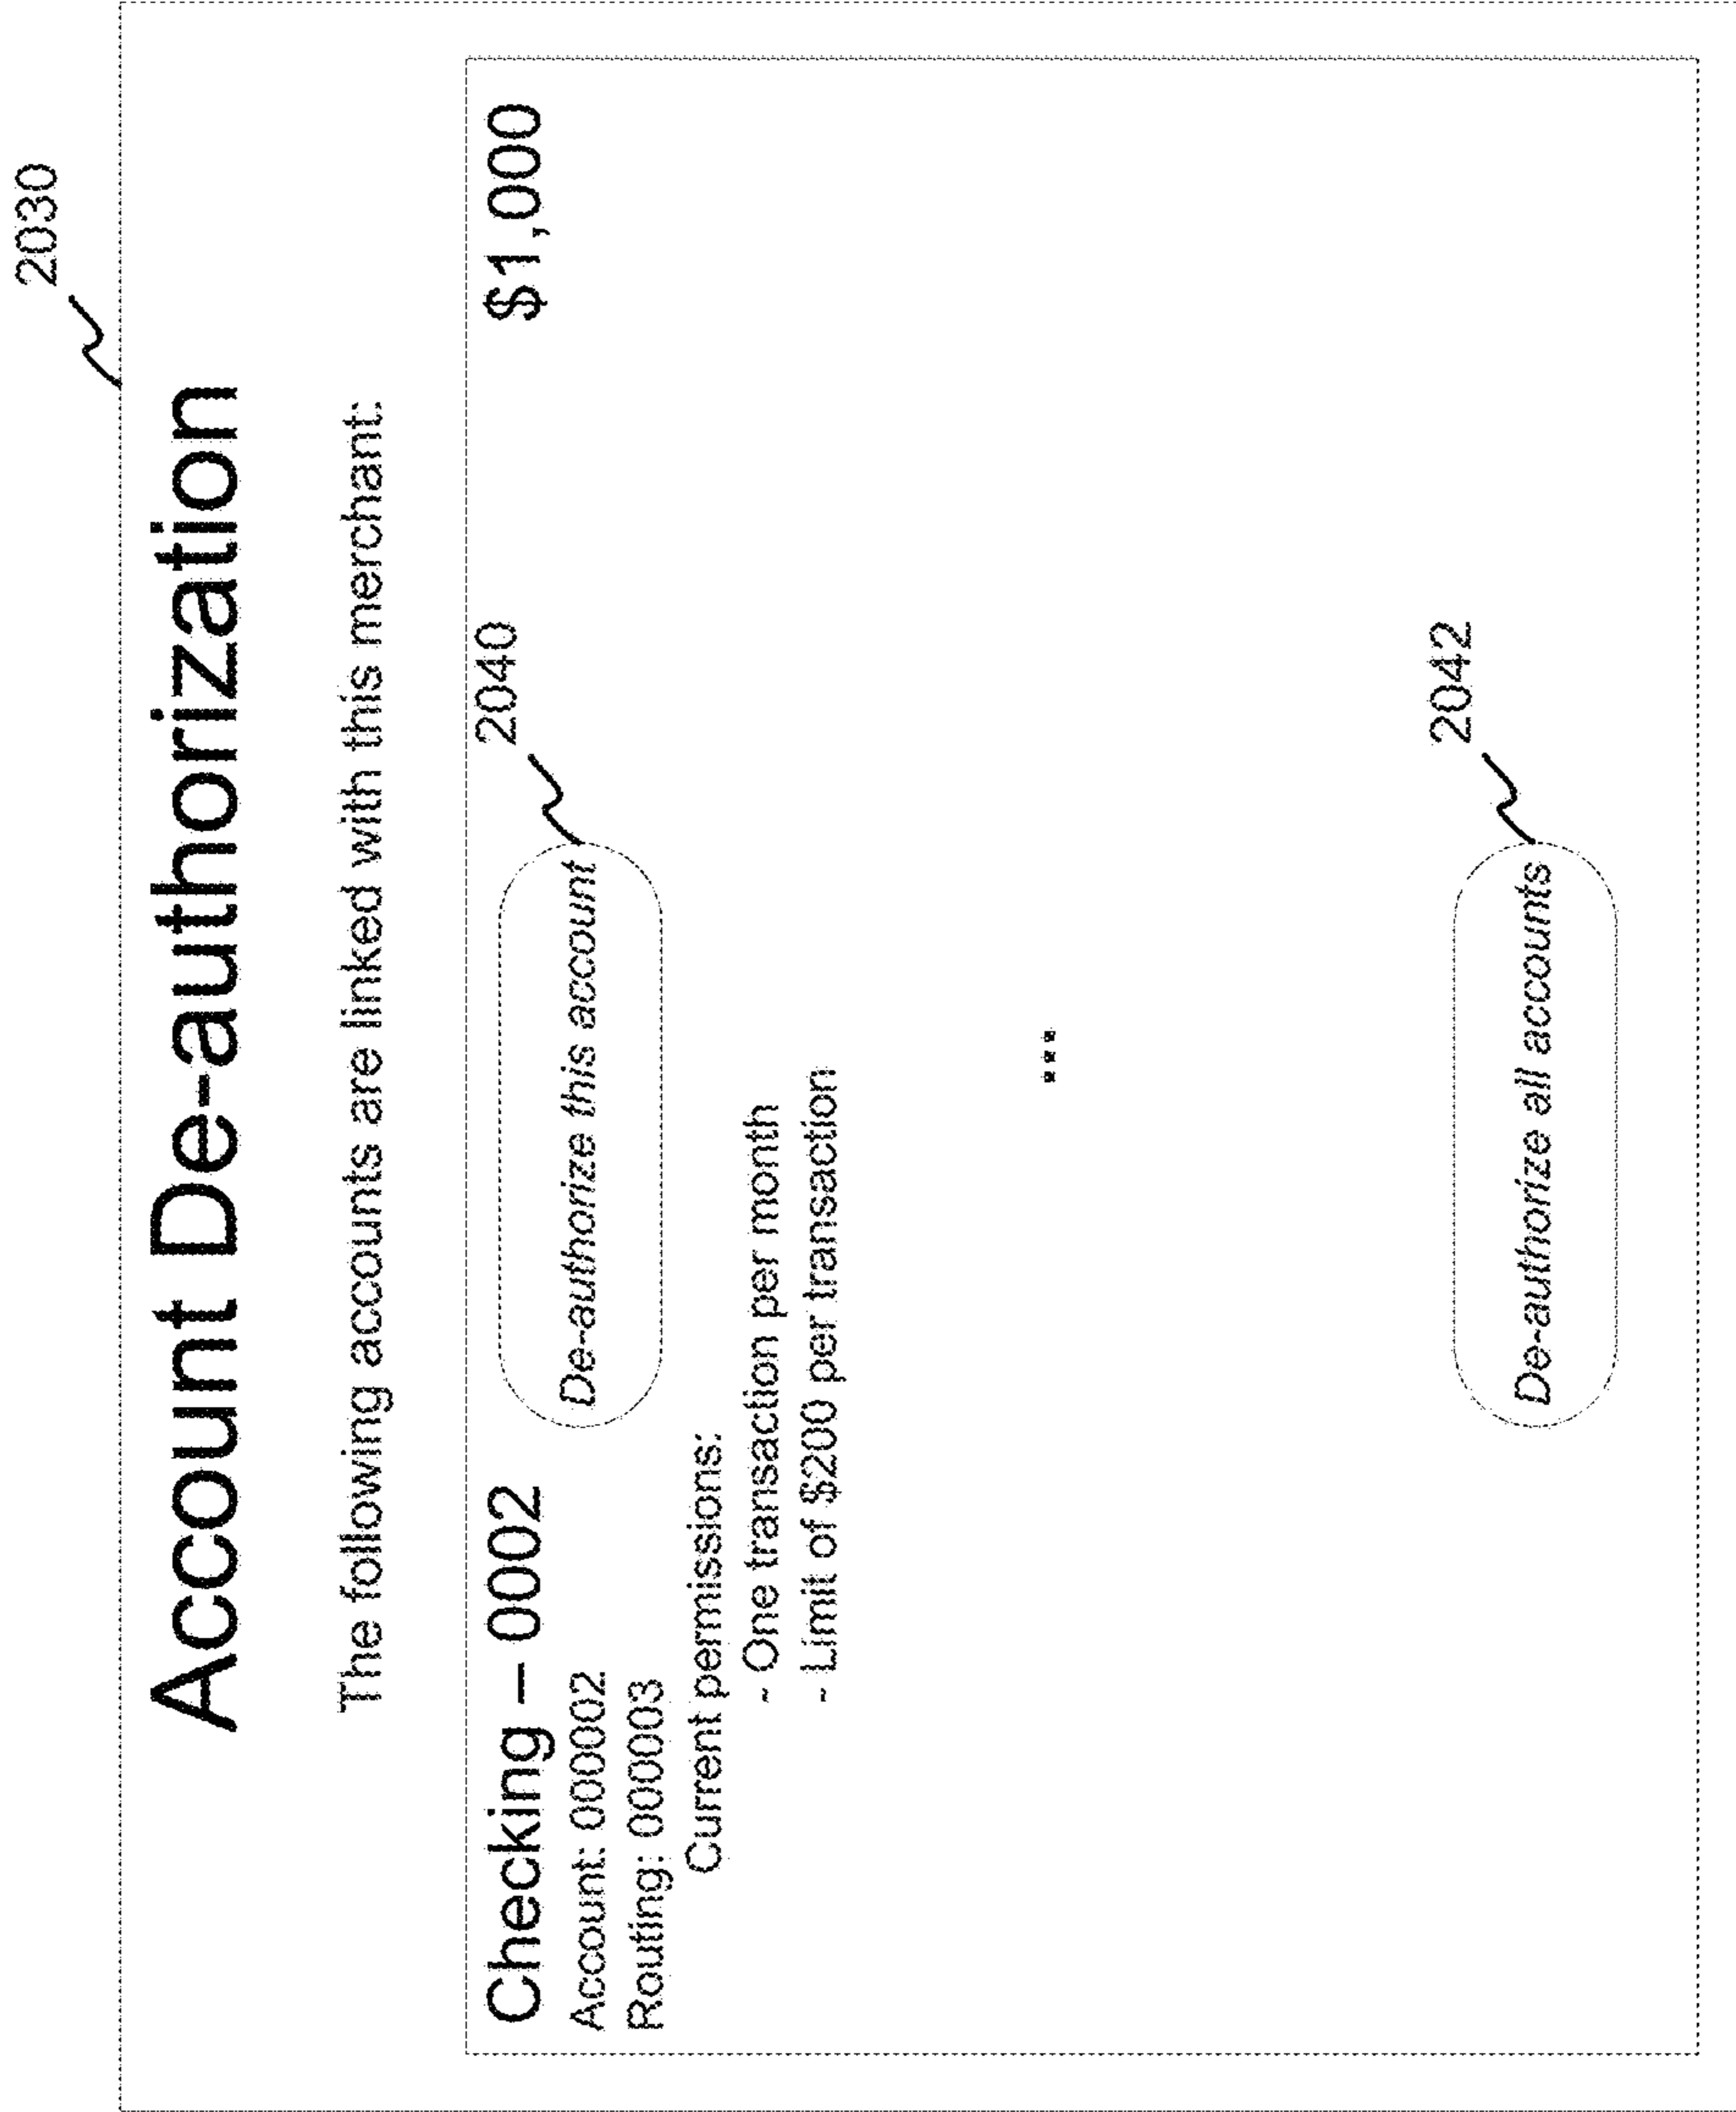 2030
Account De-authorization
The following accounts are linked with this merchant:
2040
Checking – 0002
De-authorize this account
$1,000
Account: 000002
Routing: 000003
Current permissions:
- One transaction per month
- Limit of $200 per transaction
...
2042
De-authorize all accounts